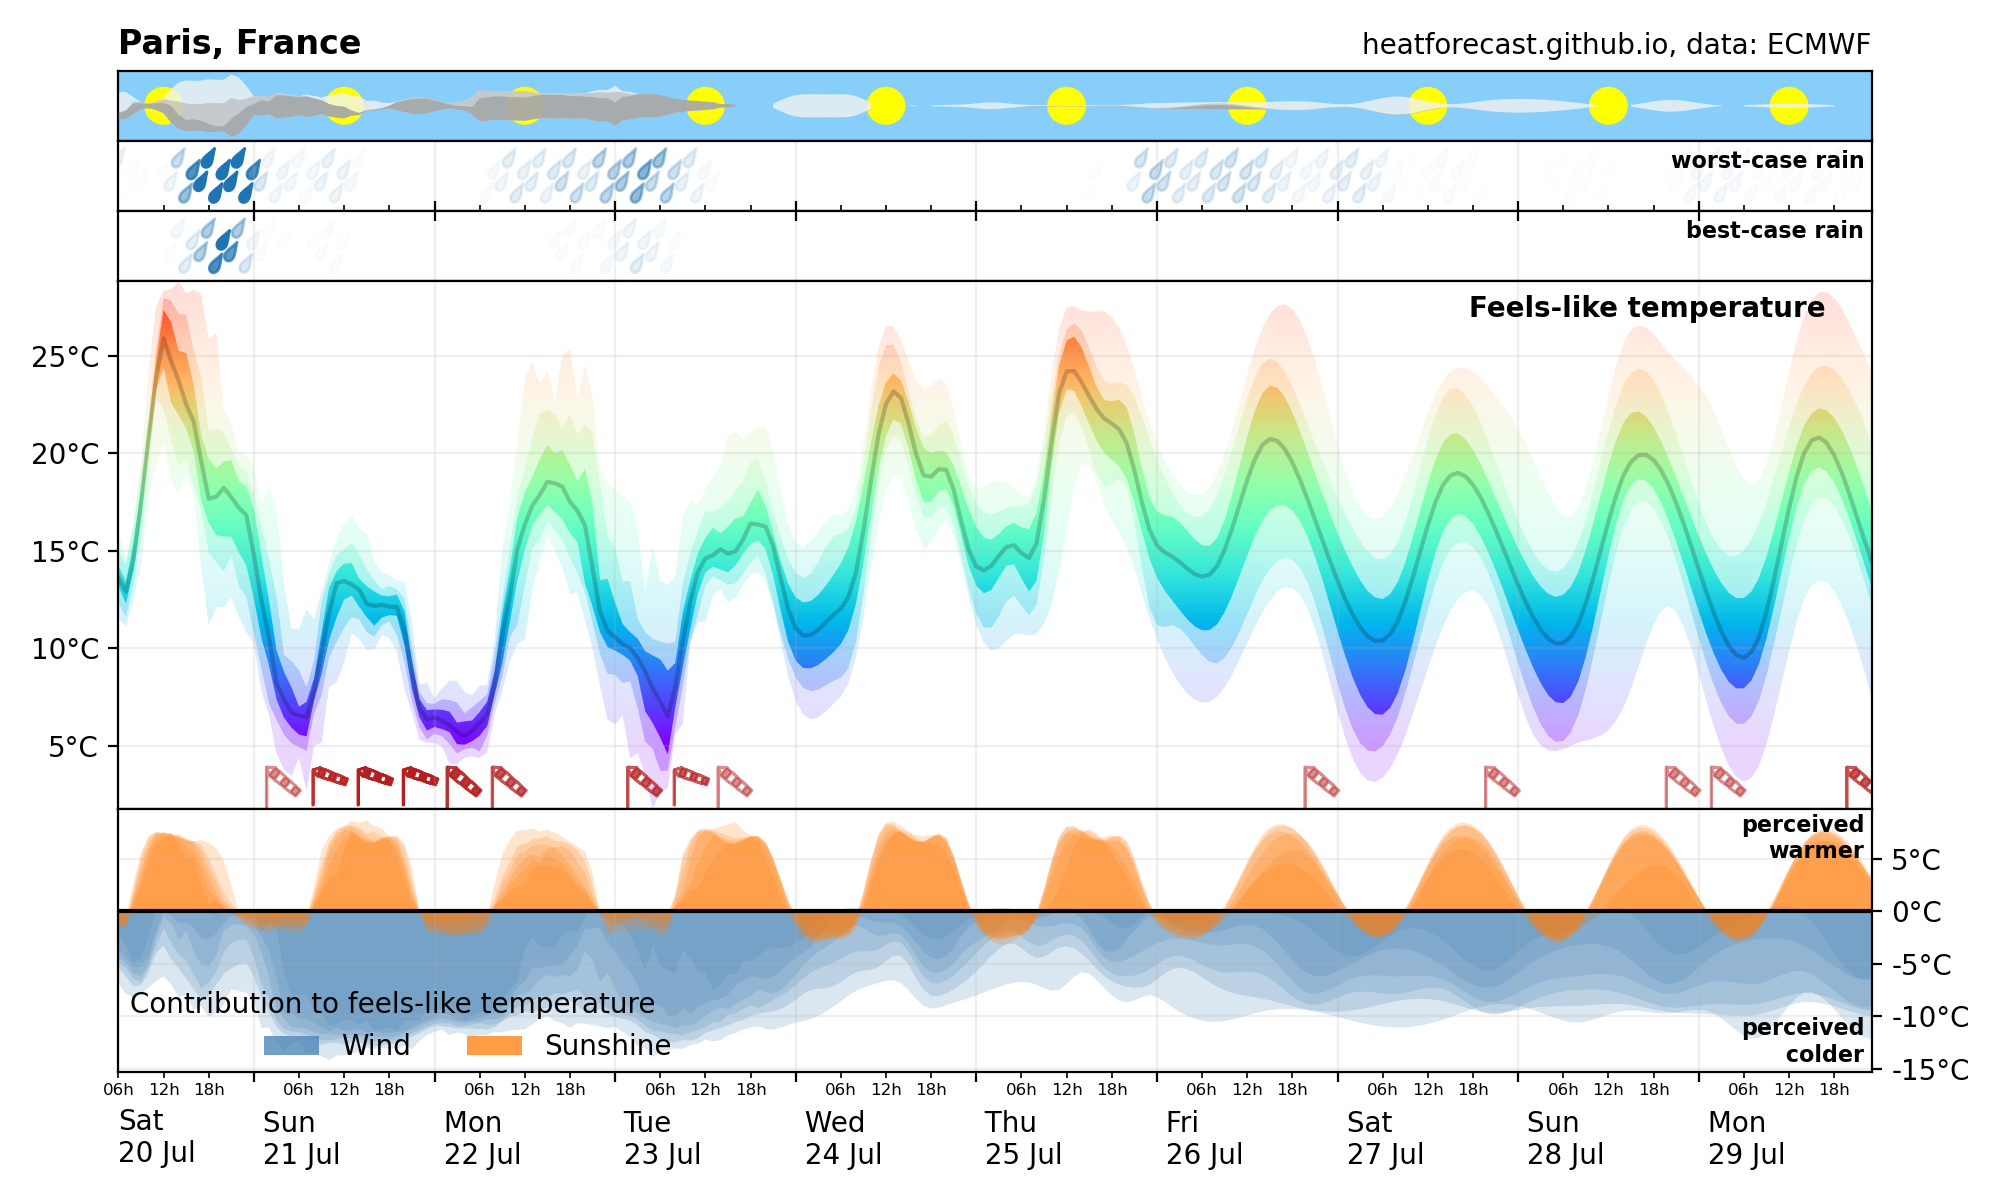 Paris, France
heatforecast.github.io, data: ECMWF
worst-case rain
best-case rain
Feels-like temperature
25°C
20°C
15°C
10°C
5°C
perceived
warmer
5°C
0°C
-5°C
-10°C
-15°C
Contribution to feels-like temperature
Wind Sunshine
perceived
colder
06h 12h 18h 06h 12h 18h 06h 12h 18h 06h 12h 18h 06h 12h 18h 06h 12h 18h 06h 12h 18h 06h 12h 18h 06h 12h 18h 06h 12h 18h
Sat Sun Mon Tue Wed Thu Fri Sat Sun Mon
20 Jul 21 Jul 22 Jul 23 Jul 24 Jul 25 Jul 26 Jul 27 Jul 28 Jul 29 Jul